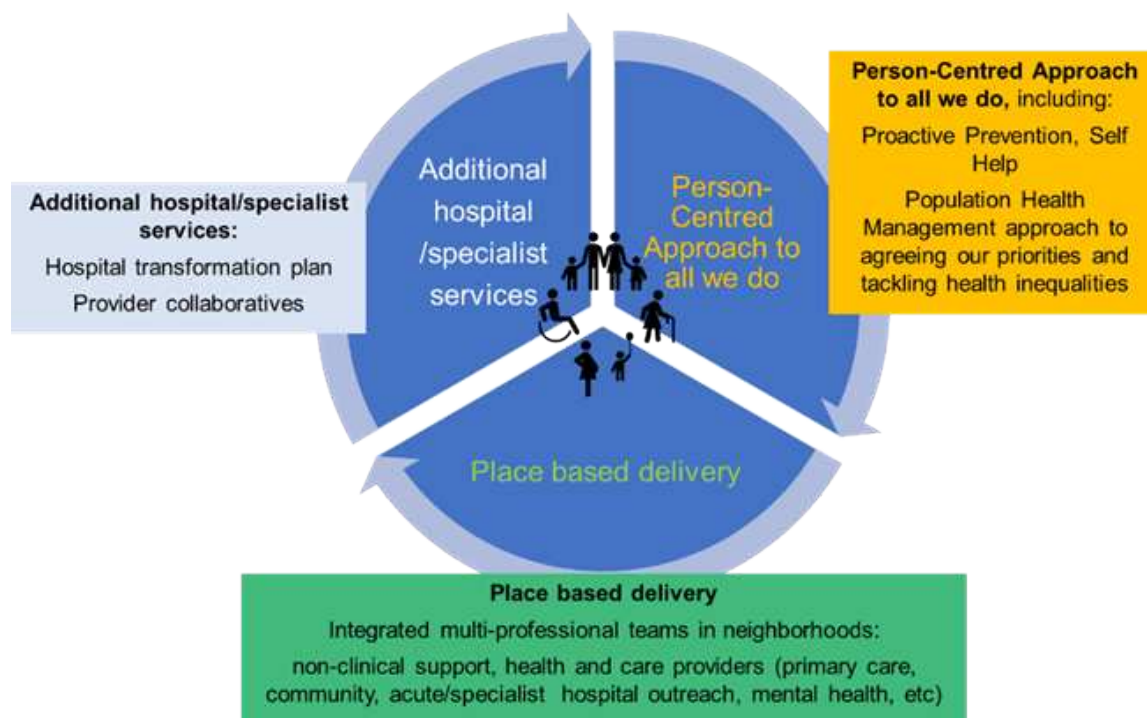 Additional
hospital
/specialist
services
Person-
Centred
Approach to
all we do
Place based delivery
Additional hospital/specialist
services:
Hospital transformation plan
Provider collaboratives
Person-Centred Approach
to all we do, including:
Proactive Prevention, Self
Help
Population Health
Management approach to
agreeing our priorities and
tackling health inequalities
Place based delivery
Integrated multi-professional teams in neighborhoods:
non-clinical support, health and care providers (primary care,
community, acute/specialist hospital outreach, mental health, etc)